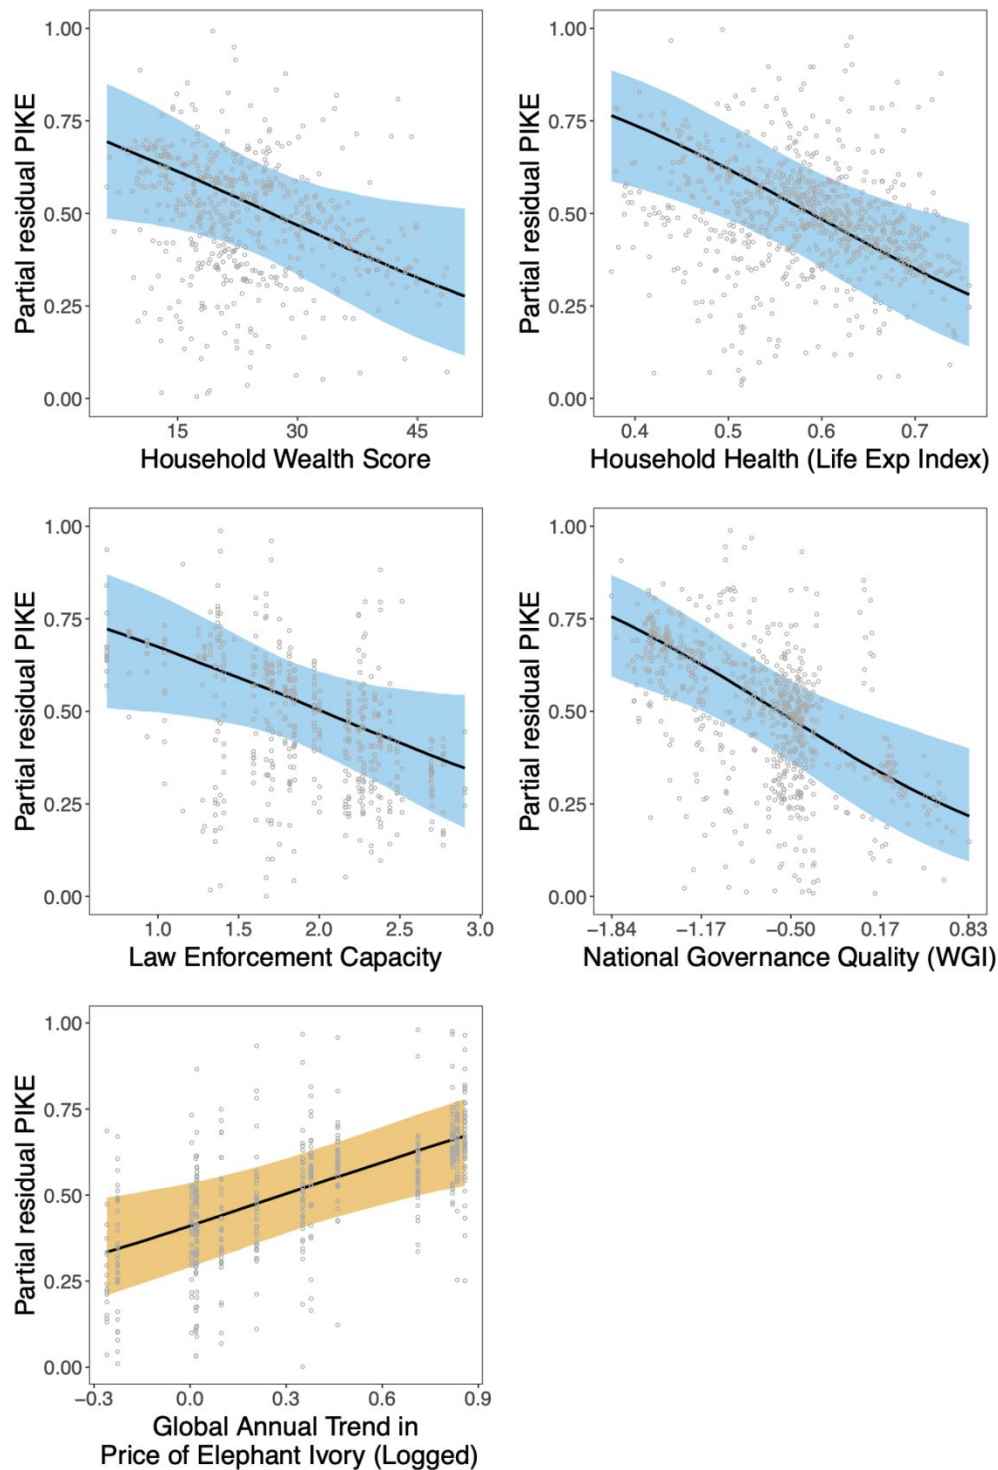 1.00
0.75
0.50
0.25
0.00
Partial residual PIKE
15 30 45
Household Wealth Score
1.00
0.75
0.50
0.25
0.00
Partial residual PIKE
0.4 0.5 0.6 0.7
Household Health (Life Exp Index)
1.00
0.75
0.50
0.25
0.00
Partial residual PIKE
1.0 1.5 2.0 2.5 3.0
Law Enforcement Capacity
1.00
0.75
0.50
0.25
0.00
Partial residual PIKE
−1.84 −1.17 −0.50 0.17 0.83
National Governance Quality (WGI)
1.00
0.75
0.50
0.25
0.00
Partial residual PIKE
−0.3 0.0 0.3 0.6 0.9
Global Annual Trend in
Price of Elephant Ivory (Logged)